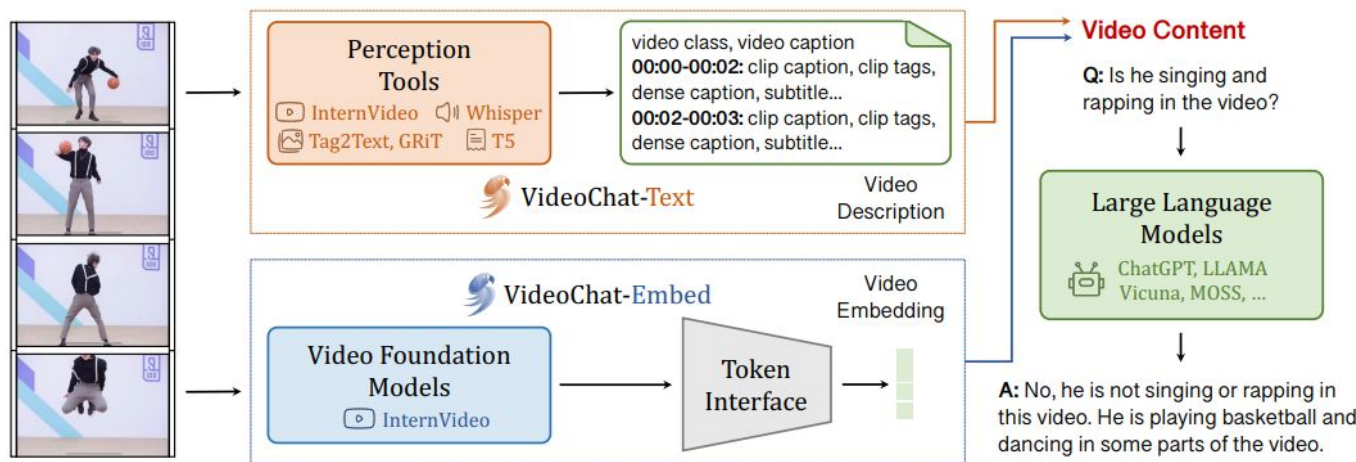 Perception
Tools
InternVideo
Whisper
Tag2Text, GRiT
T5
video class, video caption
00:00-00:02: clip caption, clip tags,
dense caption, subtitle...
00:02-00:03: clip caption, clip tags,
dense caption, subtitle...
VideoChat-Text
Video
Description
VideoChat-Embed
Video
Embedding
Video Foundation
Models
InternVideo
Token
Interface
Video Content
Q: Is he singing and
rapping in the video?
Large Language
Models
ChatGPT, LLAMA
Vicuna, MOSS, ...
A: No, he is not singing or rapping in
this video. He is playing basketball and
dancing in some parts of the video.